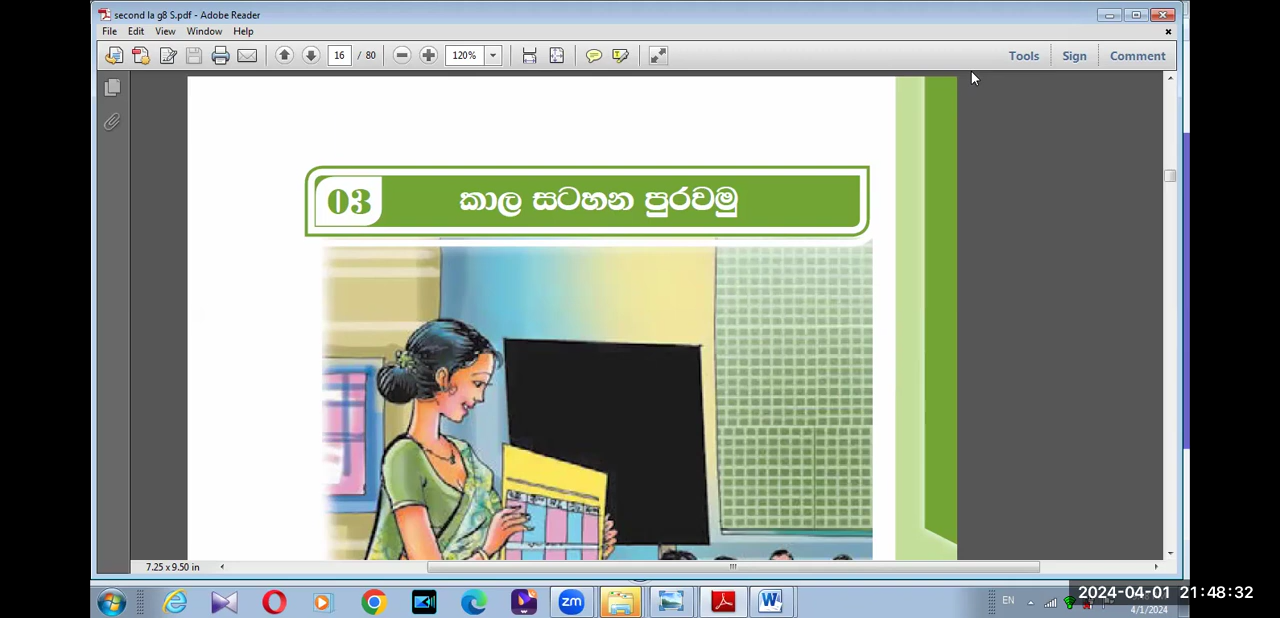 second la g8 S.pdf - Adobe Reader
File Edit View Window Help
16 / 80 120% Tools Sign Comment
03 කාල සටහන පුරවමු
7.25 x 9.50 in
zm W EN
2024-04-01 21:48:32
4/1/2024